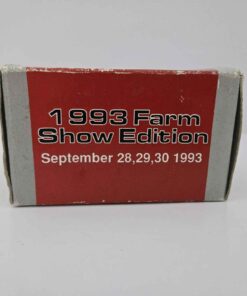 1993 Farm
Show Edition
September 28,29,30 1993